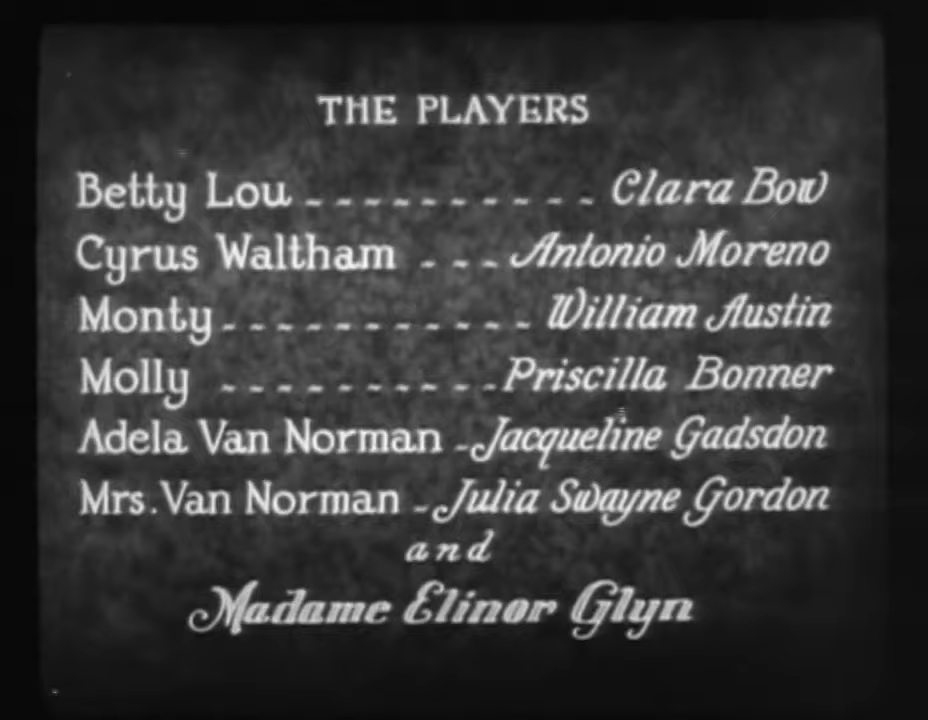 THE PLAYERS
Betty Lou - - - - - - - - - - - Clara Bow
Cyrus Waltham - - - Antonio Moreno
Monty - - - - - - - - - - - - William Austin
Molly - - - - - - - - - - Priscilla Bonner
Adela Van Norman - Jacqueline Gadsdon
Mrs. Van Norman - Julia Swayne Gordon
and
Madame Elinor Glyn